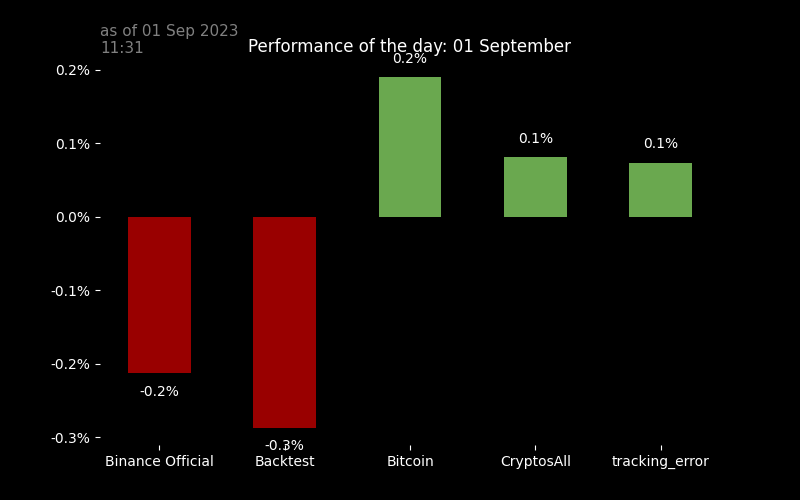 as of 01 Sep 2023
11:31
Performance of the day: 01 September
0.2%
0.2%
0.1%
0.1%
0.1%
0.0%
-0.1%
-0.2%
-0.2%
-0.3%
-0.3%
Binance Official
Backtest
Bitcoin
CryptosAll
tracking_error